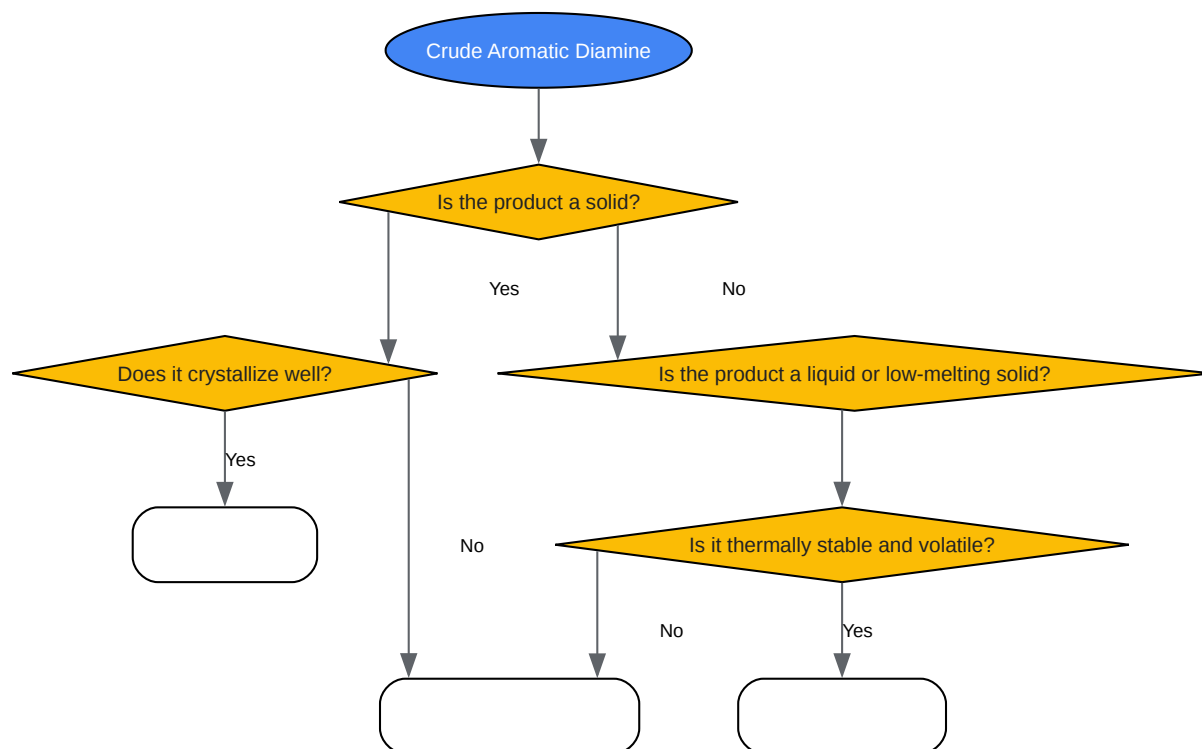 Crude Aromatic Diamine
Is the product a solid?
Yes
No
Does it crystallize well?
Is the product a liquid or low-melting solid?
Yes
Is it thermally stable and volatile?
No
No
Yes